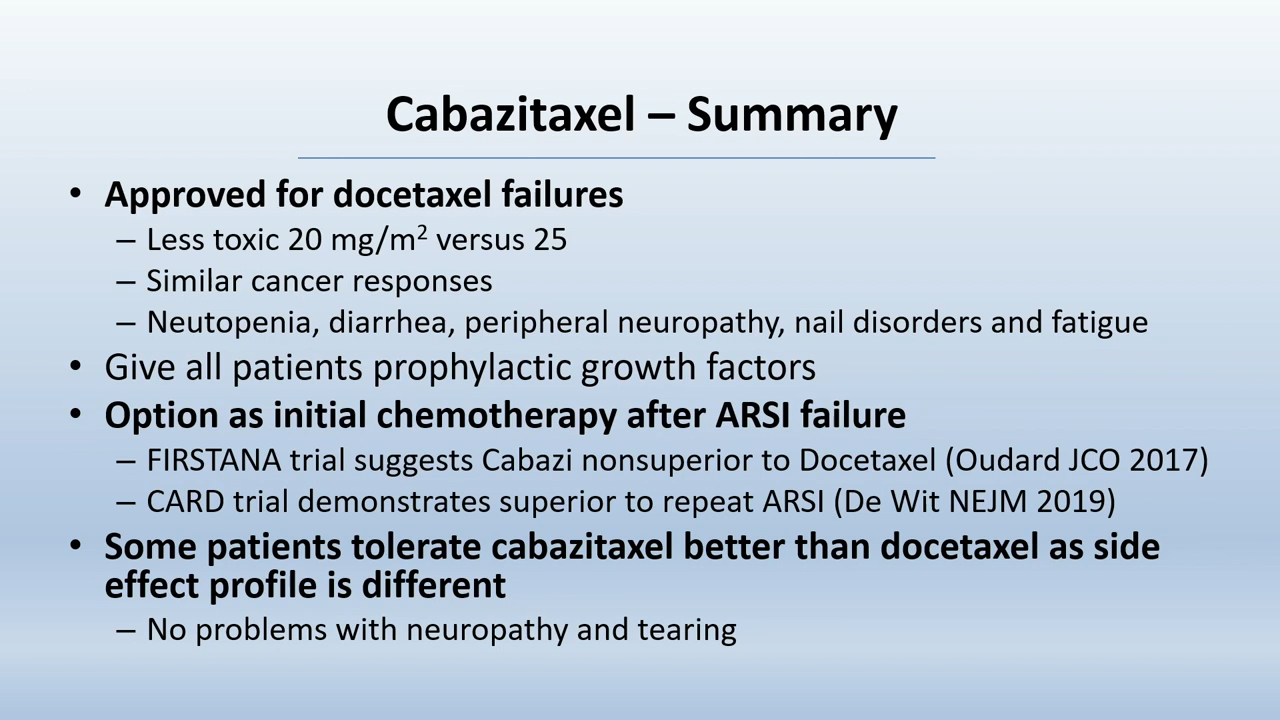 Cabazitaxel – Summary
• Approved for docetaxel failures
– Less toxic 20 mg/m² versus 25
– Similar cancer responses
– Neutopenia, diarrhea, peripheral neuropathy, nail disorders and fatigue
• Give all patients prophylactic growth factors
• Option as initial chemotherapy after ARSI failure
– FIRSTANA trial suggests Cabazi nonsuperior to Docetaxel (Oudard JCO 2017)
– CARD trial demonstrates superior to repeat ARSI (De Wit NEJM 2019)
• Some patients tolerate cabazitaxel better than docetaxel as side
effect profile is different
– No problems with neuropathy and tearing